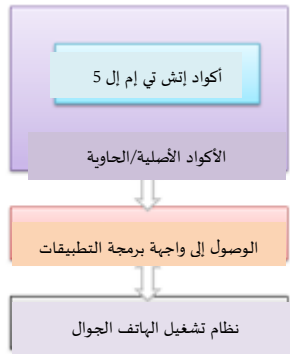 أكواد إتش تي إم إل 5
الأكواد الأصلية/الحاوية
الوصول إلى واجهة برمجة التطبيقات
نظام تشغيل الهاتف الجوال